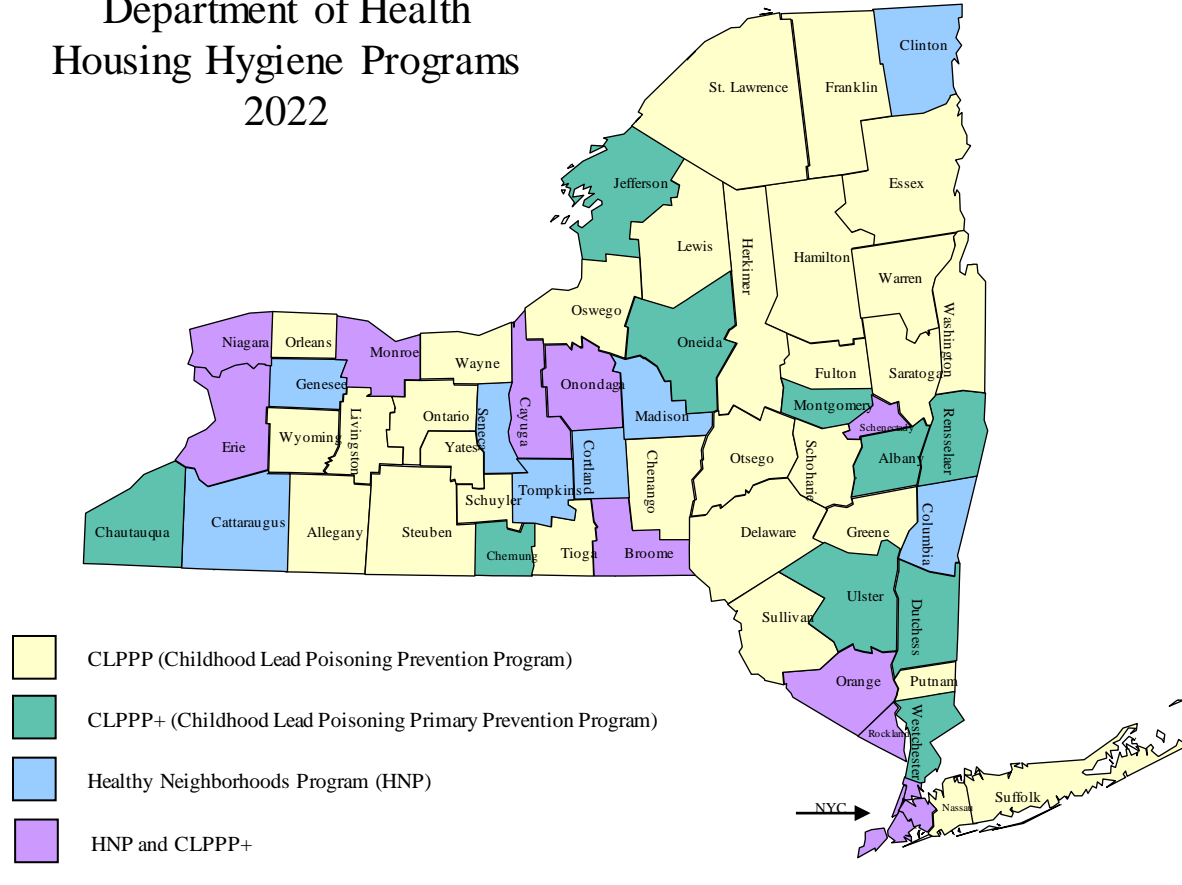 Department of Health
Housing Hygiene Programs
2022
Clinton
St. Lawrence
Franklin
Jefferson
Essex
Lewis
Herkimer
Hamilton
Warren
Washington
Oswego
Oneida
Niagara
Orleans
Monroe
Wayne
Fulton
Saratoga
Genesee
Onondaga
Madison
Montgomery
Schenectady
Rensselaer
Livingston
Ontario
Seneca
Cayuga
Wyoming
Erie
Yates
Cortland
Chenango
Otsego
Schoharie
Albany
Tompkins
Schuyler
Columbia
Chautauqua
Cattaraugus
Allegany
Steuben
Chemung
Tioga
Broome
Delaware
Greene
Ulster
Dutchess
Sullivan
Orange
Putnam
Rockland
Westchester
CLPPP (Childhood Lead Poisoning Prevention Program)
CLPPP+ (Childhood Lead Poisoning Primary Prevention Program)
Healthy Neighborhoods Program (HNP)
HNP and CLPPP+
NYC
Nassau
Suffolk